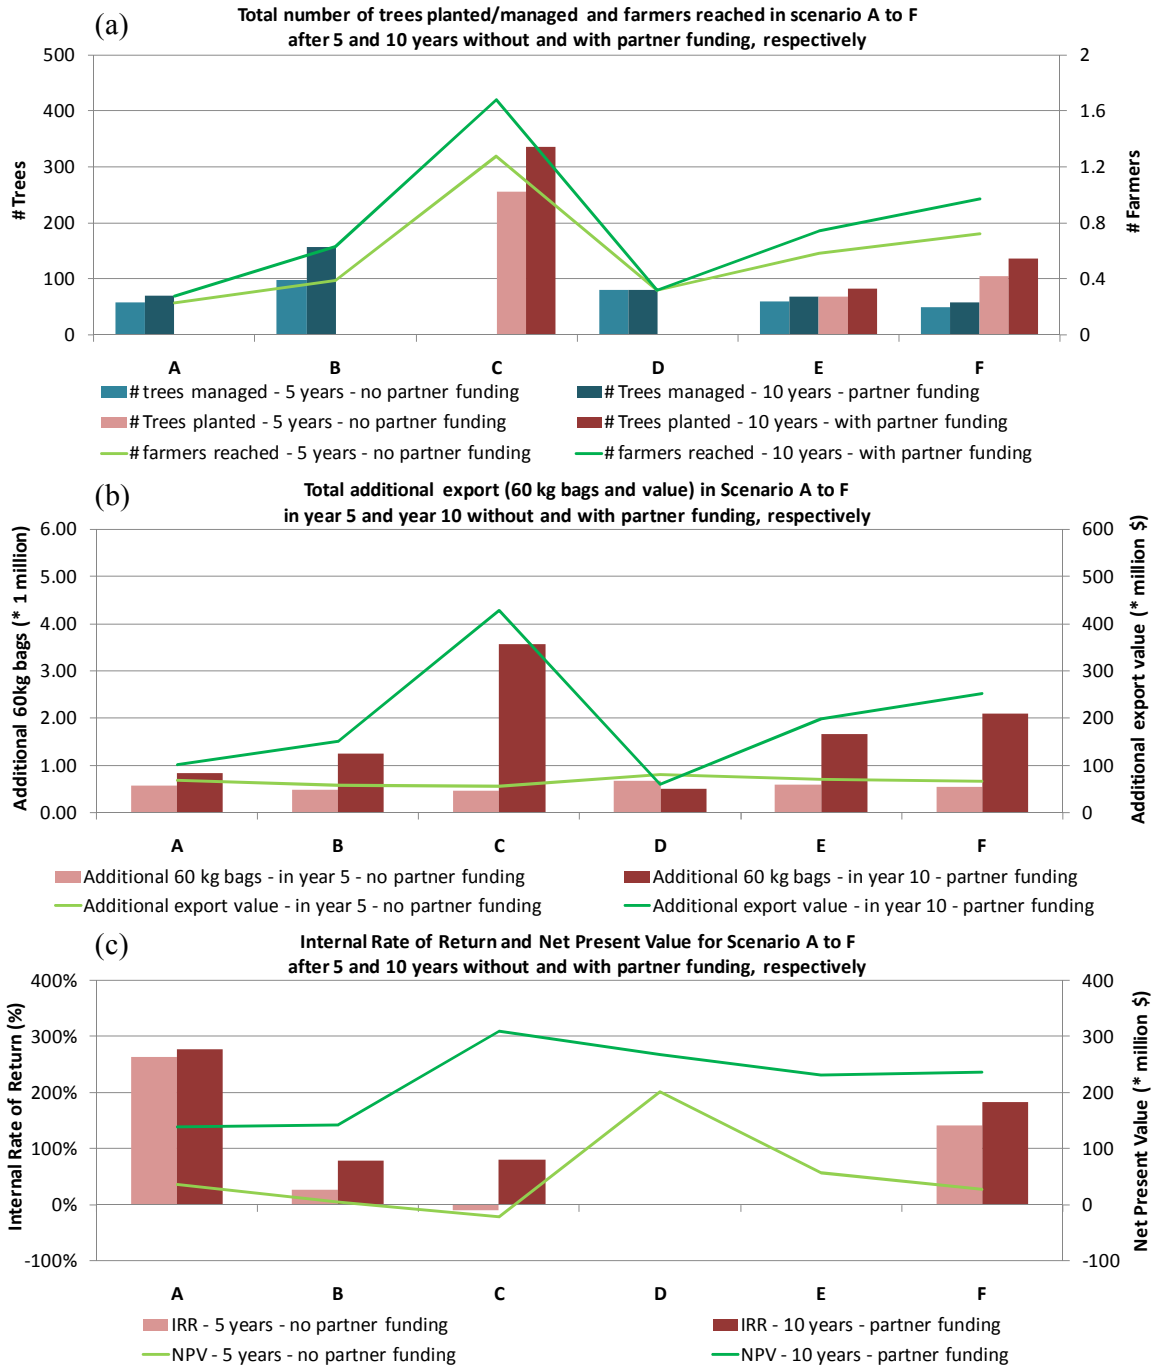 (a)
Total number of trees planted/managed and farmers reached in scenario A to F
after 5 and 10 years without and with partner funding, respectively
500 2
400 1.6
300 1.2
200 0.8
100 0.4
0 0
# Trees
# Farmers
A B C D E F
# trees managed - 5 years - no partner funding # Trees managed - 10 years - partner funding
# Trees planted - 5 years - no partner funding # Trees planted - 10 years - with partner funding
# farmers reached - 5 years - no partner funding # farmers reached - 10 years - with partner funding
(b)
Total additional export (60 kg bags and value) in Scenario A to F
in year 5 and year 10 without and with partner funding, respectively
6.00 600
5.00 500
4.00 400
3.00 300
2.00 200
1.00 100
0.00 0
Additional 60kg bags (* 1 million)
Additional export value (* million $)
A B C D E F
Additional 60 kg bags - in year 5 - no partner funding Additional 60 kg bags - in year 10 - partner funding
Additional export value - in year 5 - no partner funding Additional export value - in year 10 - partner funding
(c)
Internal Rate of Return and Net Present Value for Scenario A to F
after 5 and 10 years without and with partner funding, respectively
400% 400
300% 300
200% 200
100% 100
0% 0
-100% -100
Internal Rate of Return (%)
Net Present Value (* million $)
A B C D E F
IRR - 5 years - no partner funding IRR - 10 years - partner funding
NPV - 5 years - no partner funding NPV - 10 years - partner funding